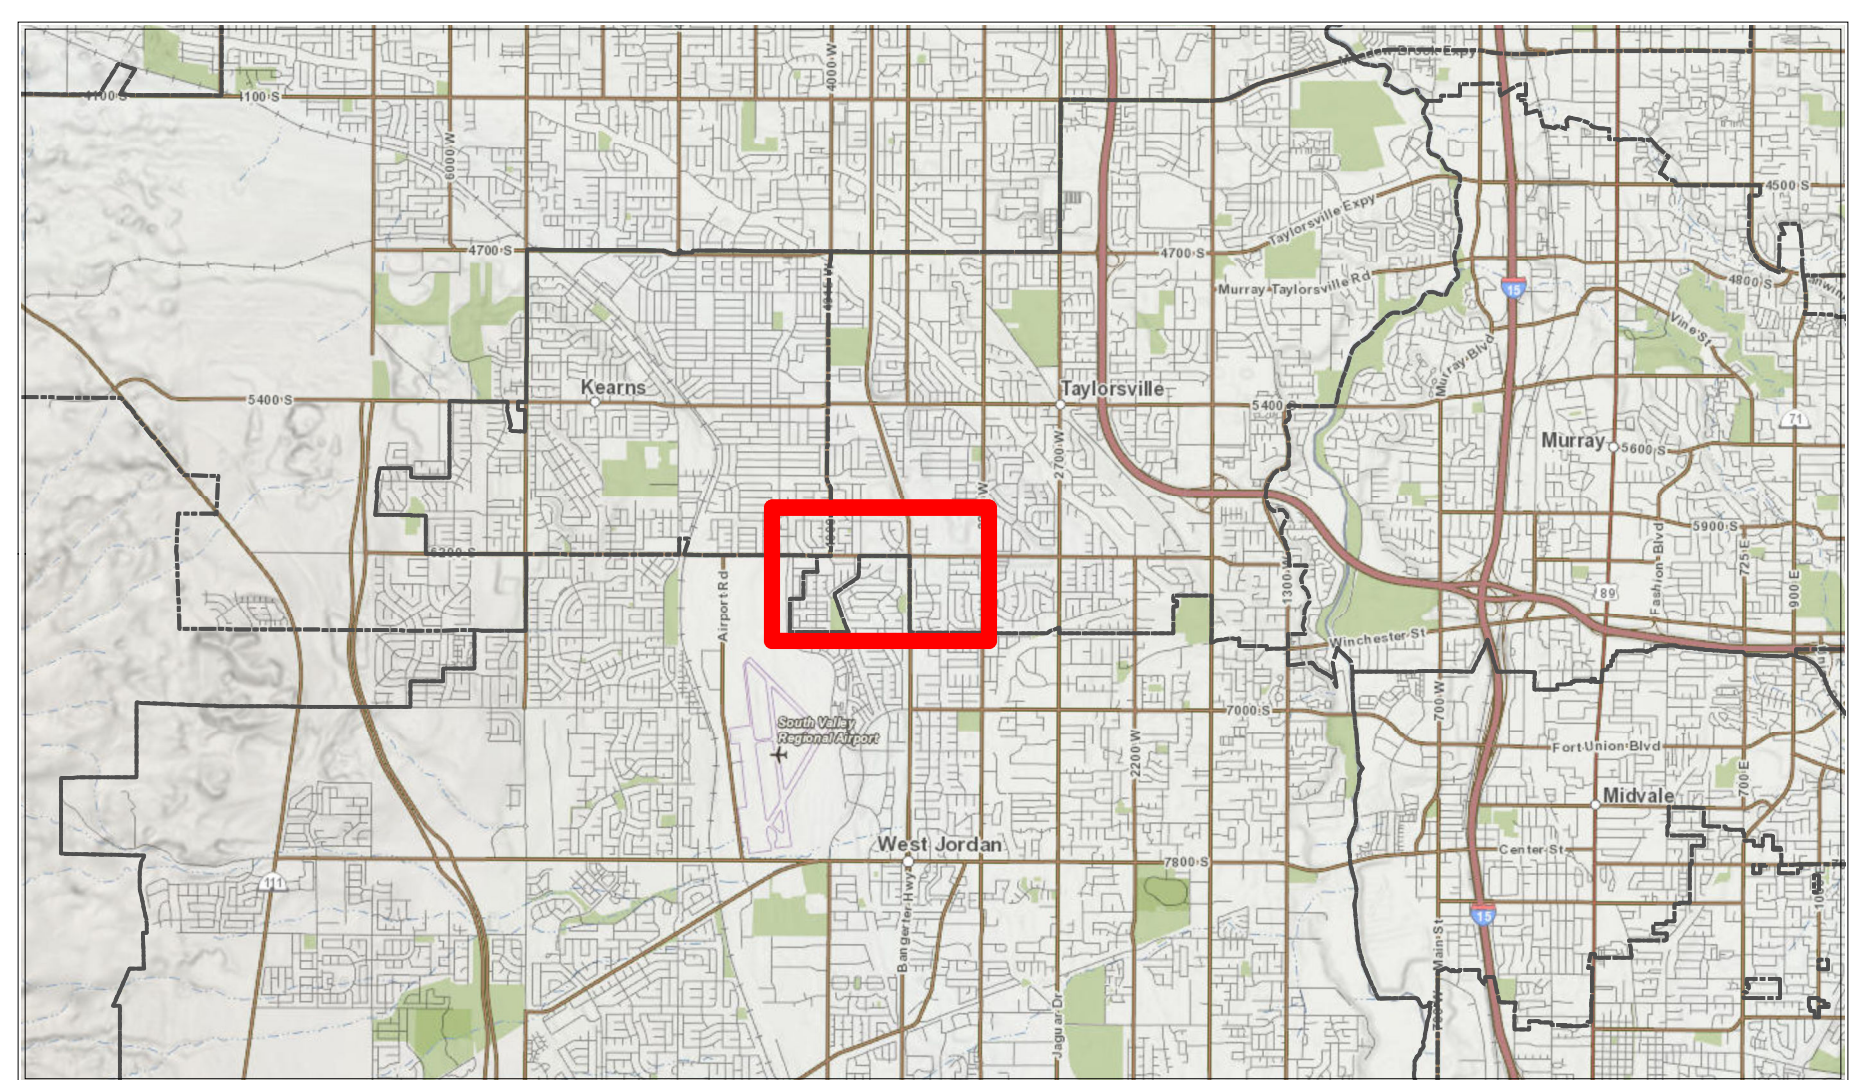 4000 W
4100 S
4100 S
6000 W
4500 S
Taylorsville Expy
4700 S
4700 S
Murray Taylorsville Rd
4800 S
15
Vine St
Murray Blvd
Kearns
Taylorsville
5400 S
5400 S
71
Murray
5600 S
2700 W
5900 S
6200 S
Airport Rd
1300 W
89
Fashion Blvd
725 E
900 E
Winchester St
7000 S
700 W
South Valley
Regional Airport
2200 W
Fort Union Blvd
700 E
Midvale
West Jordan
7800 S
Center St
111
Bangerter Hwy
15
Main St
Jaguar Dr
700 W